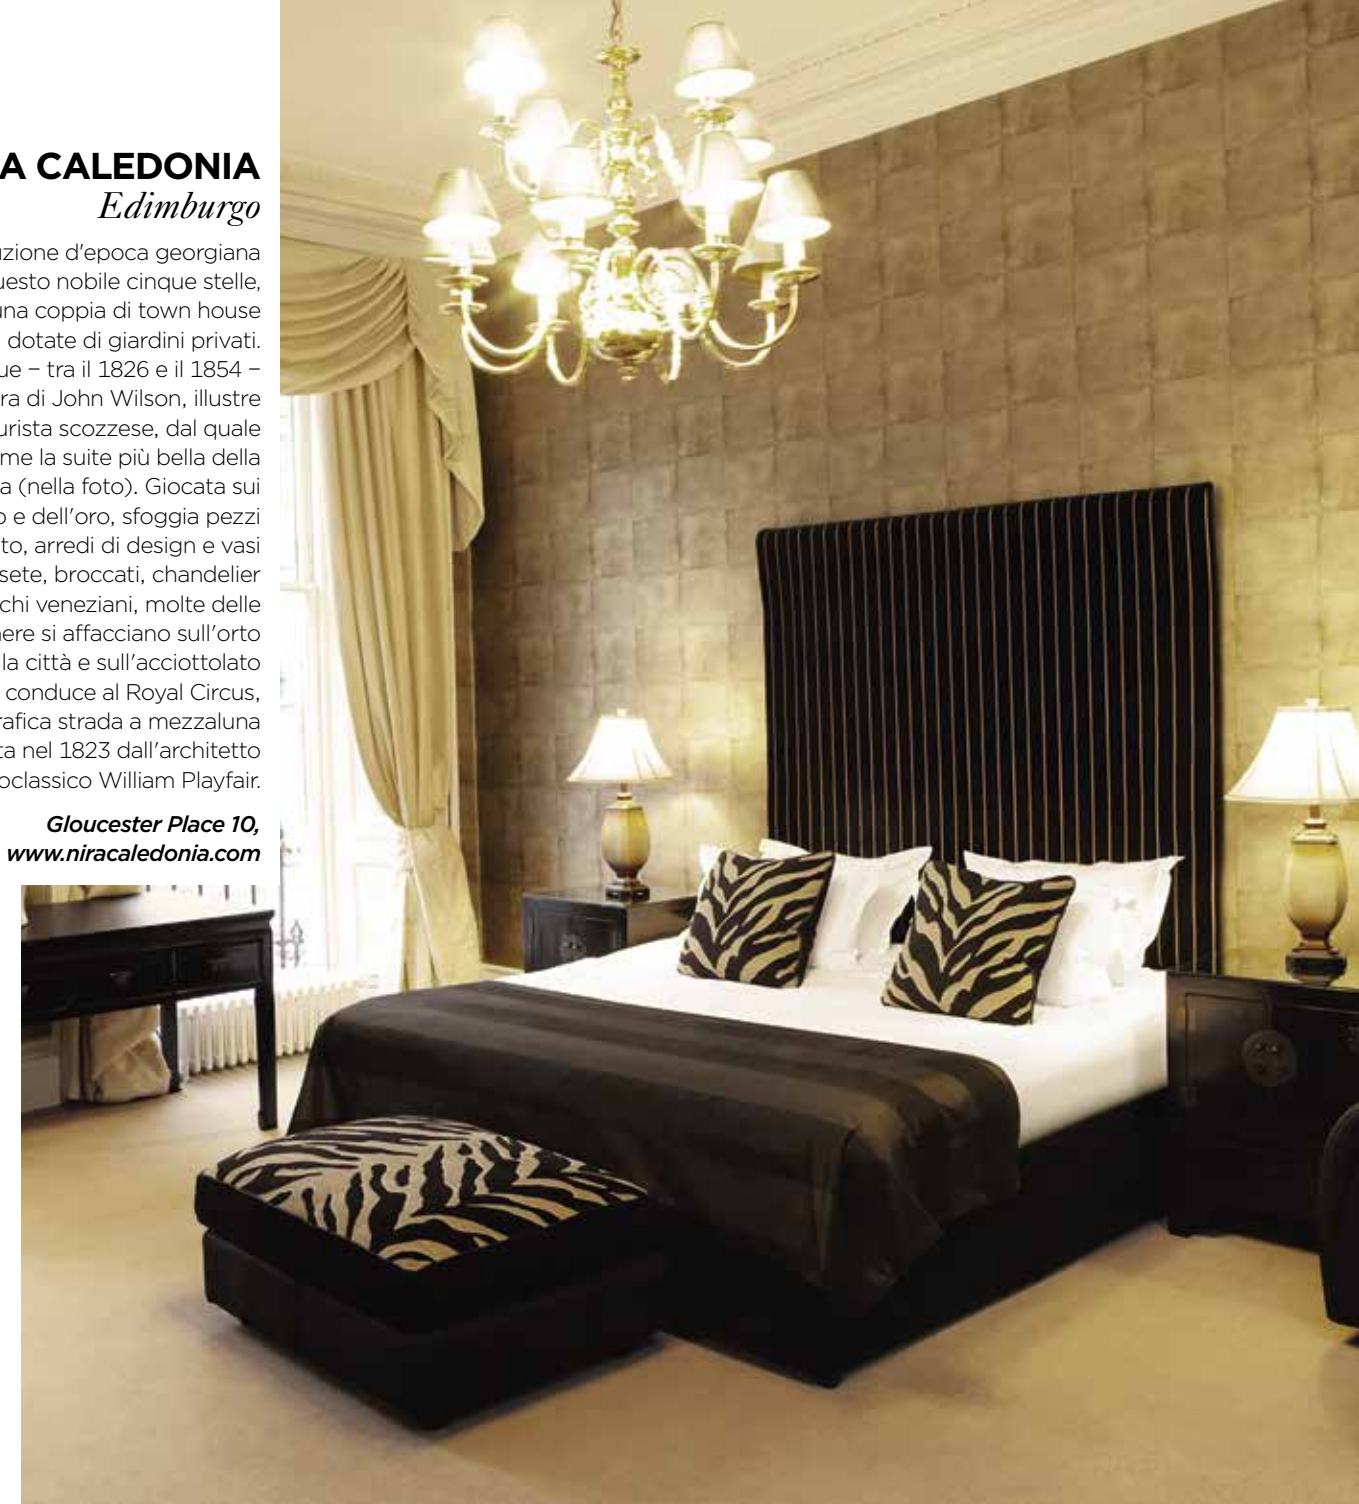 A CALEDONIA
Edimburgo
uzione d'epoca georgiana
uesto nobile cinque stelle,
una coppia di town house
dotate di giardini privati.
ue – tra il 1826 e il 1854 –
ra di John Wilson, illustre
urista scozzese, dal quale
me la suite più bella della
a (nella foto). Giocata sui
o e dell'oro, sfoggia pezzi
to, arredi di design e vasi
sete, broccati, chandelier
chi veneziani, molte delle
ere si affacciano sull'orto
la città e sull'acciottolato
conduce al Royal Circus,
rafica strada a mezzaluna
ta nel 1823 dall'architetto
oclassico William Playfair.
Gloucester Place 10,
www.niracaledonia.com